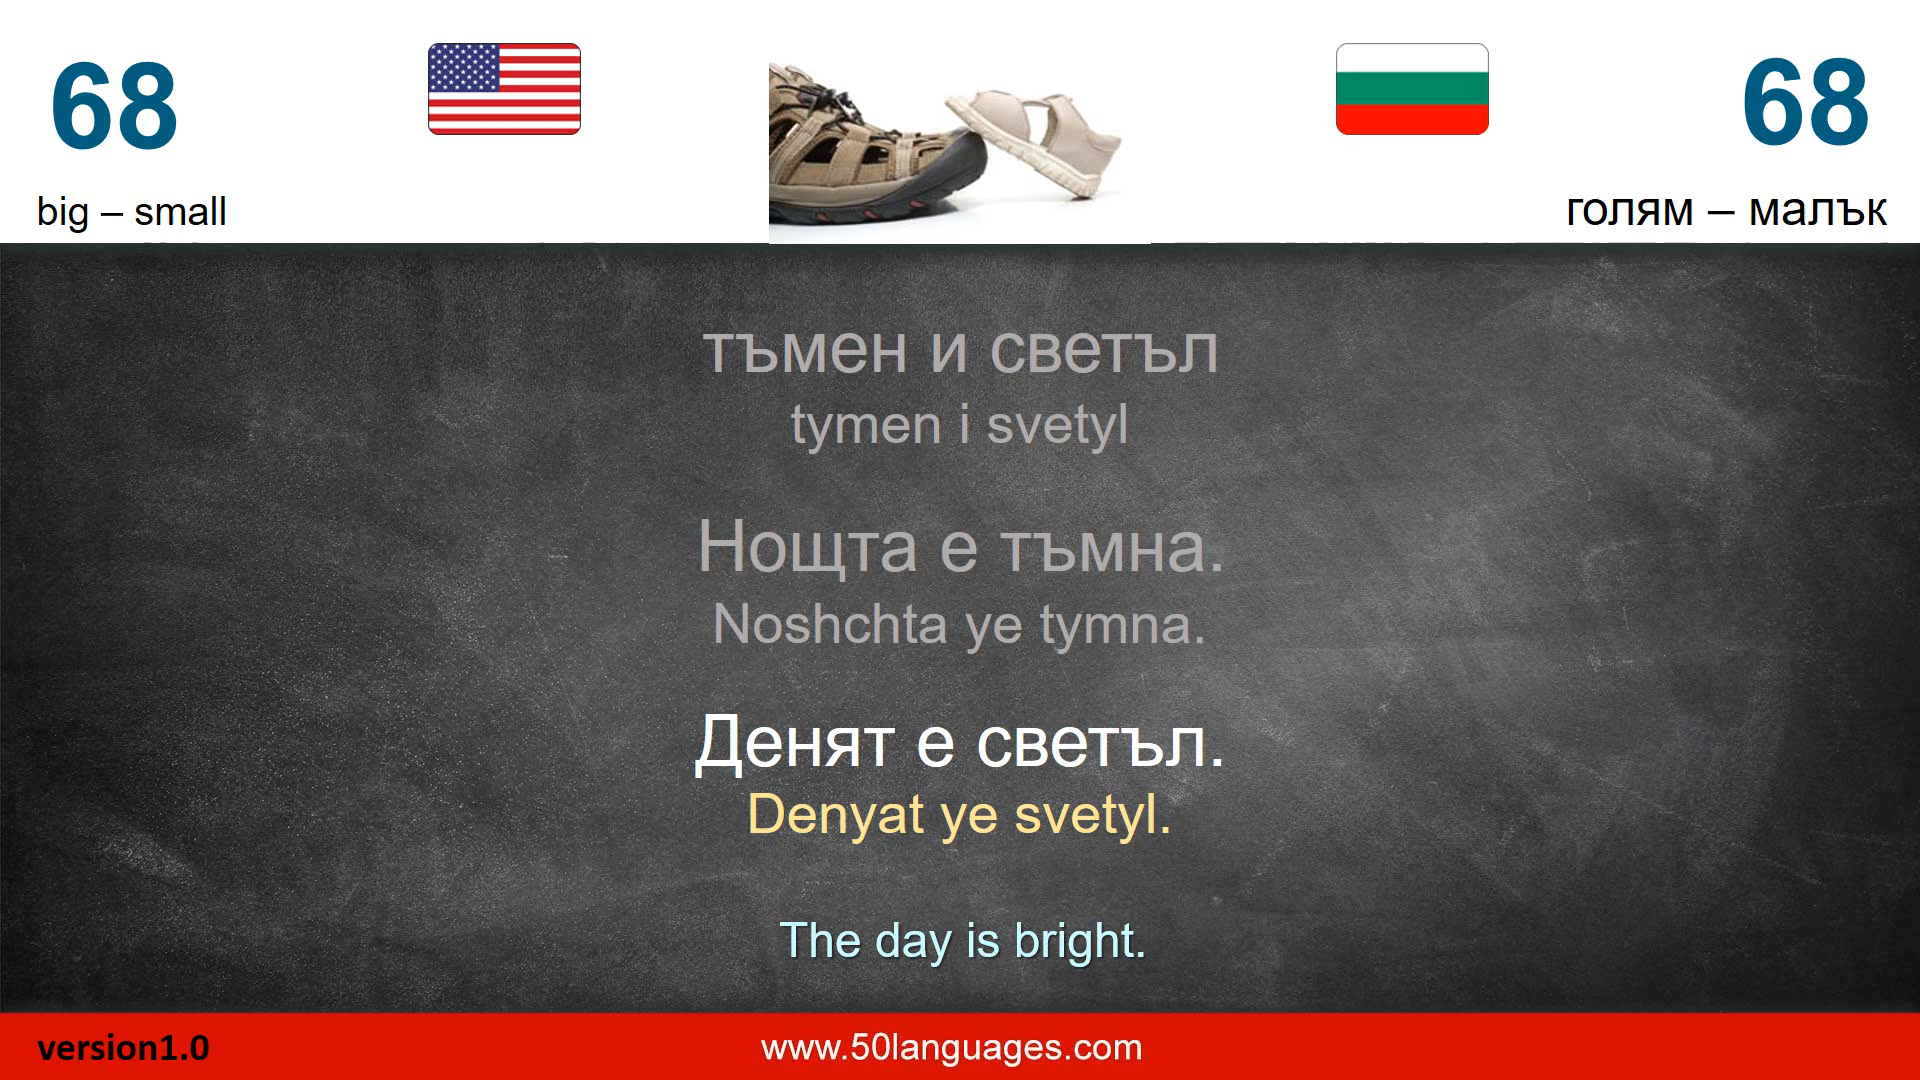 68
68
big – small
голям – малък
тъмен и светъл
tymen i svetyl
Нощта е тъмна.
Noshchta ye tymna.
Денят е светъл.
Denyat ye svetyl.
The day is bright.
version1.0
www.50languages.com